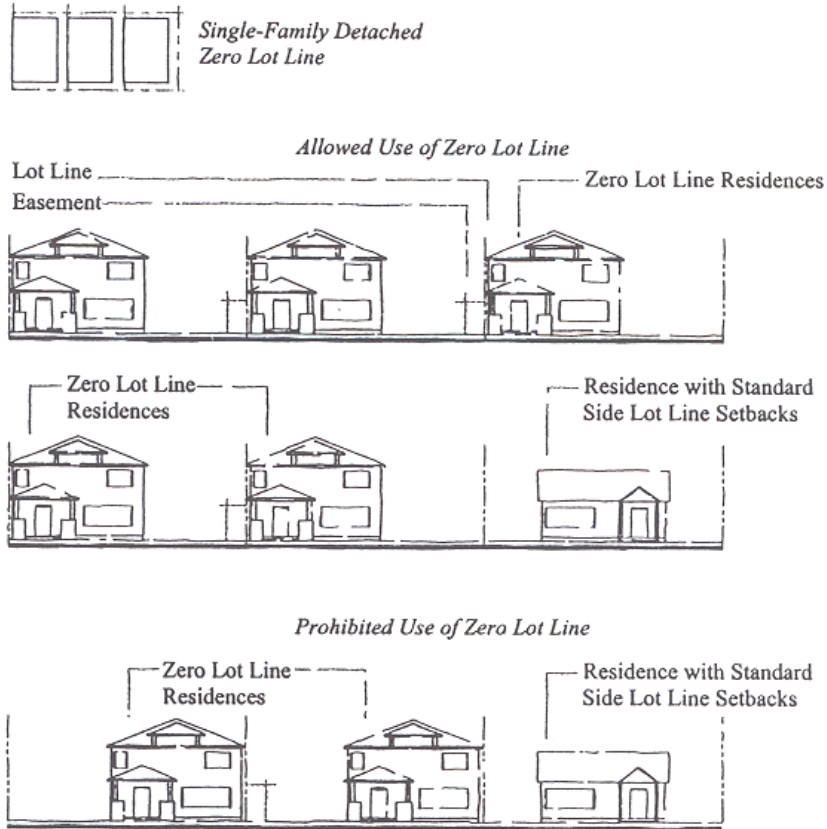 Single-Family Detached
Zero Lot Line
Allowed Use of Zero Lot Line
Lot Line
Zero Lot Line Residences
Easement
Zero Lot Line
Residences
Residence with Standard
Side Lot Line Setbacks
Prohibited Use of Zero Lot Line
Zero Lot Line
Residences
Residence with Standard
Side Lot Line Setbacks